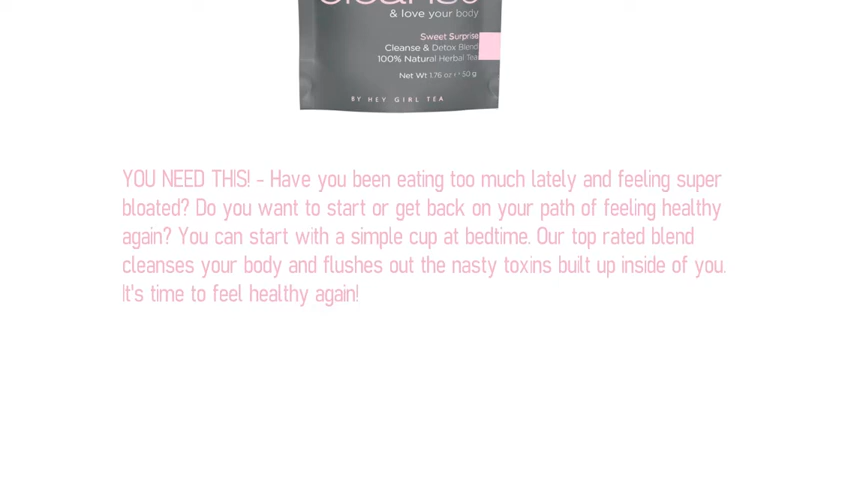 & love your body
Sweet Surprise
Cleanse & Detox Blend
100% Natural Herbal Tea
Net Wt 1.76 oz
50 g
BY HEY GIRL TEA
YOU NEED THIS! - Have you been eating too much lately and feeling super
bloated? Do you want to start or get back on your path of feeling healthy
again? You can start with a simple cup at bedtime. Our top rated blend
cleanses your body and flushes out the nasty toxins built up inside of you.
It's time to feel healthy again!